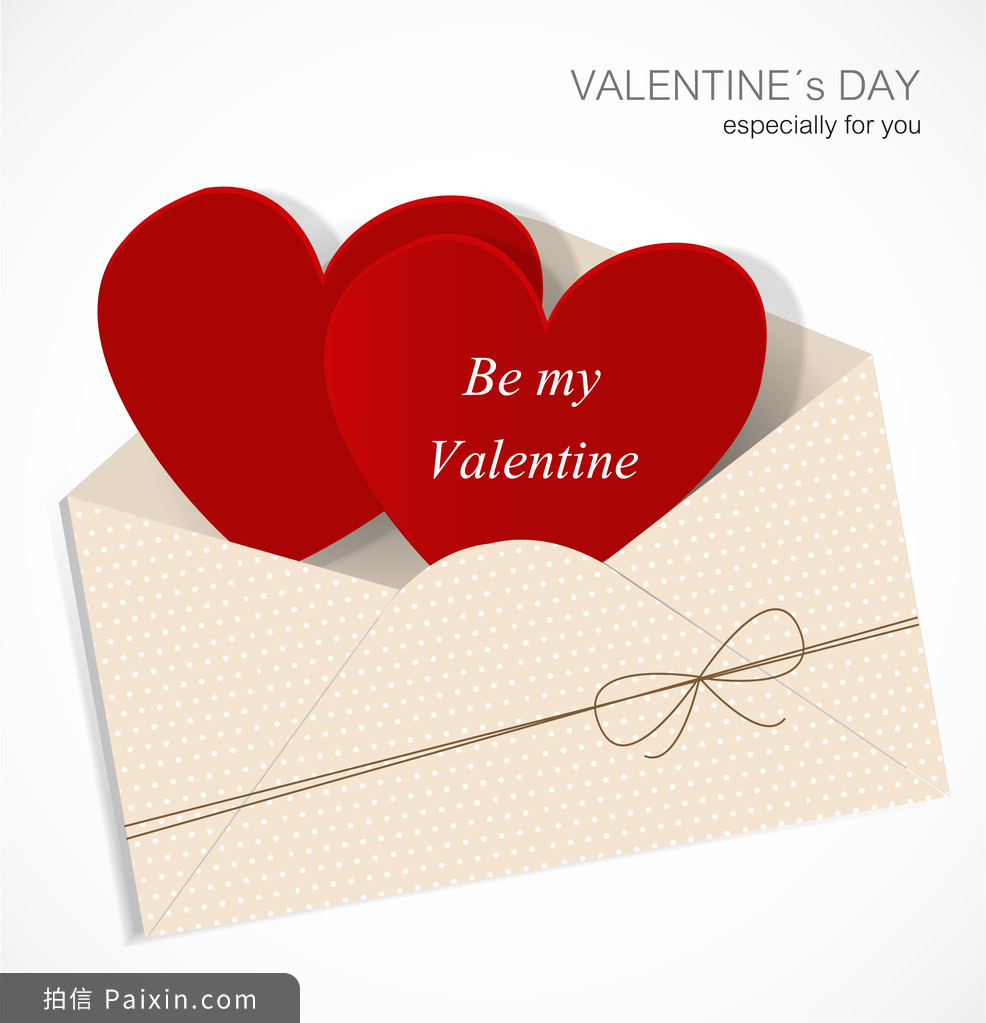 VALENTINE´s DAY
especially for you
Be my
Valentine
拍信 Paixin.com